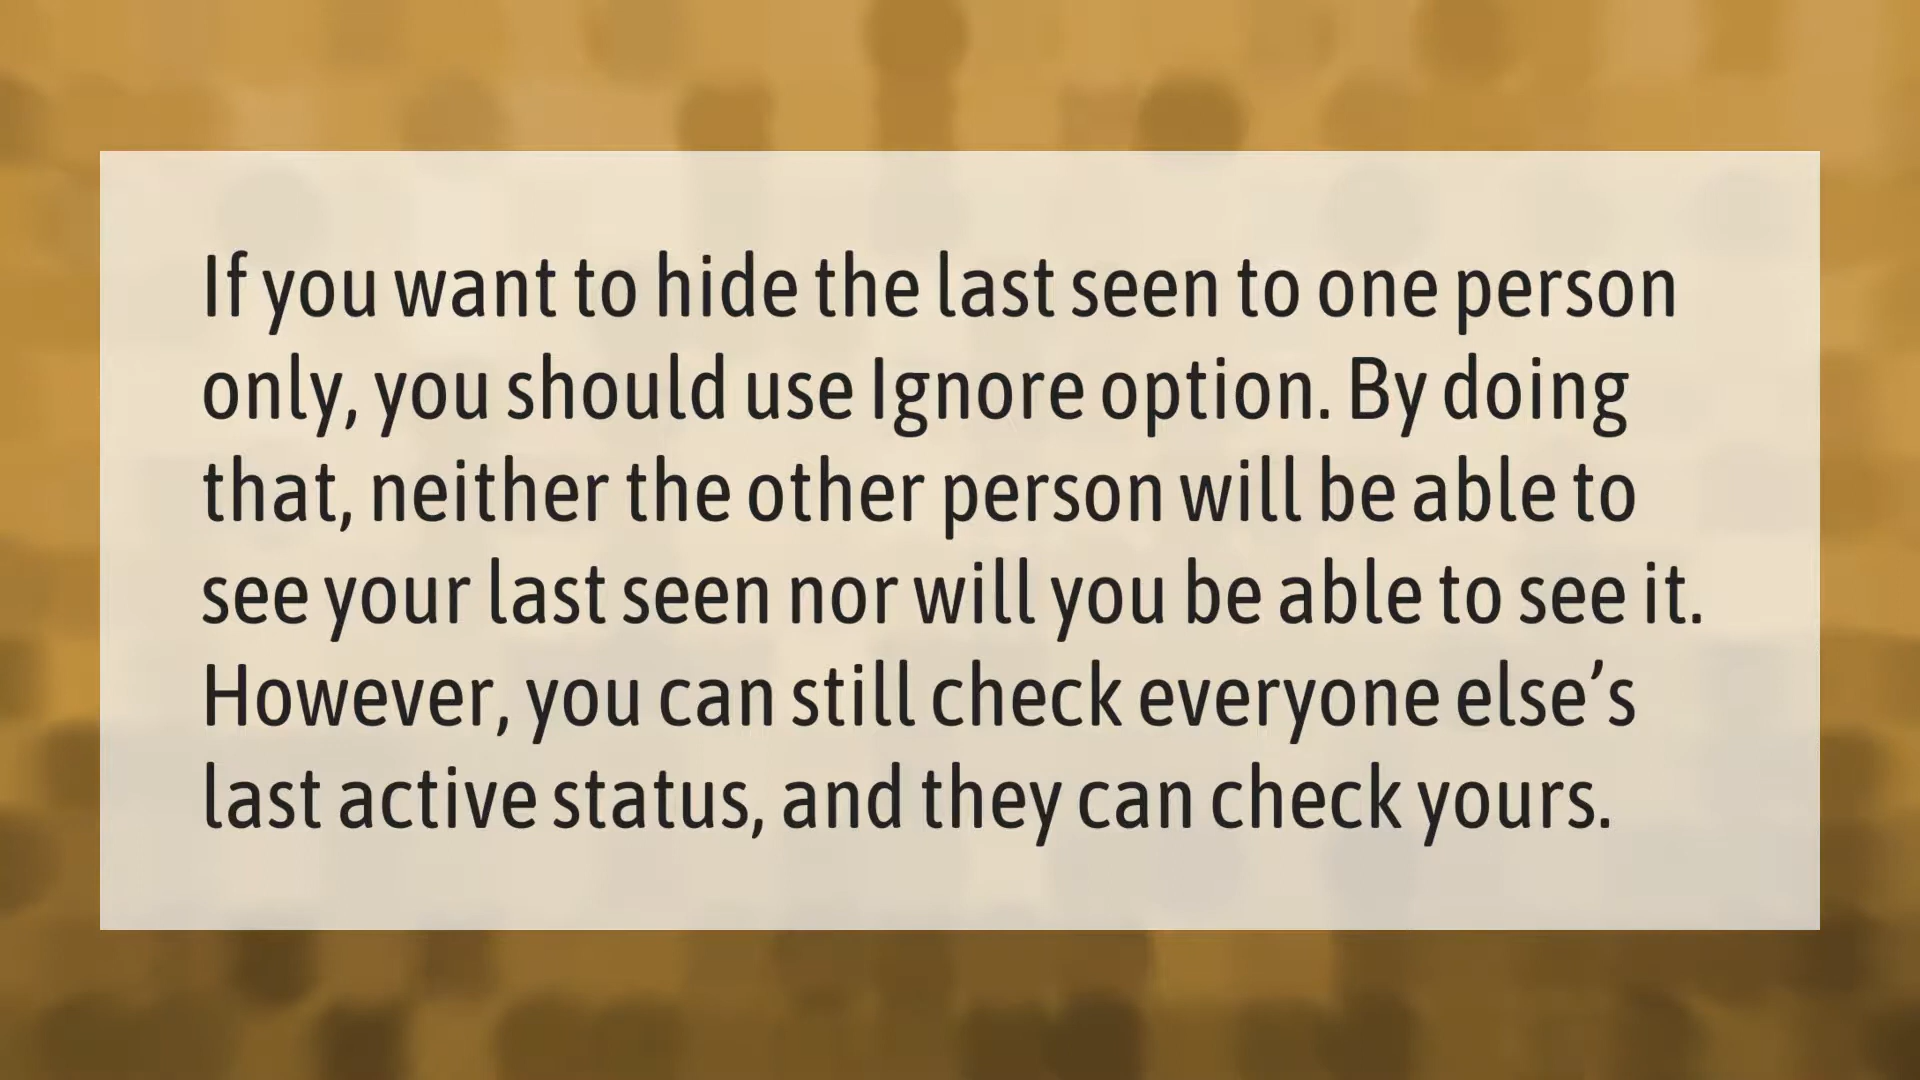 If you want to hide the last seen to one person
only, you should use Ignore option. By doing
that, neither the other person will be able to
see your last seen nor will you be able to see it.
However, you can still check everyone else’s
last active status, and they can check yours.